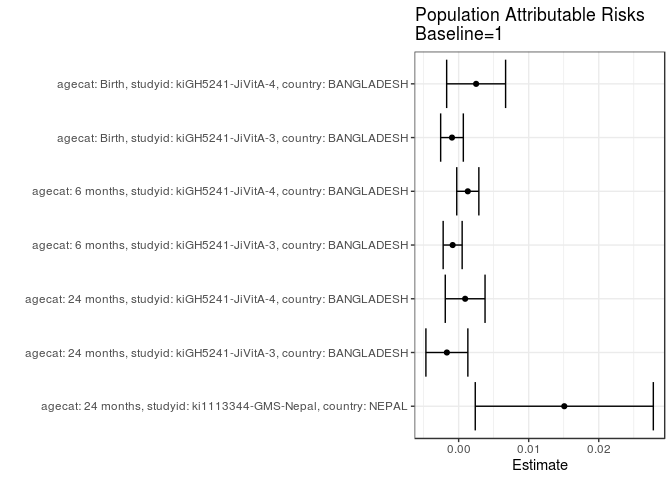 Population Attributable Risks
Baseline=1
agecat: Birth, studyid: kiGH5241-JiVitA-4, country: BANGLADESH
agecat: Birth, studyid: kiGH5241-JiVitA-3, country: BANGLADESH
agecat: 6 months, studyid: kiGH5241-JiVitA-4, country: BANGLADESH
agecat: 6 months, studyid: kiGH5241-JiVitA-3, country: BANGLADESH
agecat: 24 months, studyid: kiGH5241-JiVitA-4, country: BANGLADESH
agecat: 24 months, studyid: kiGH5241-JiVitA-3, country: BANGLADESH
agecat: 24 months, studyid: ki1113344-GMS-Nepal, country: NEPAL
0.00 0.01 0.02
Estimate